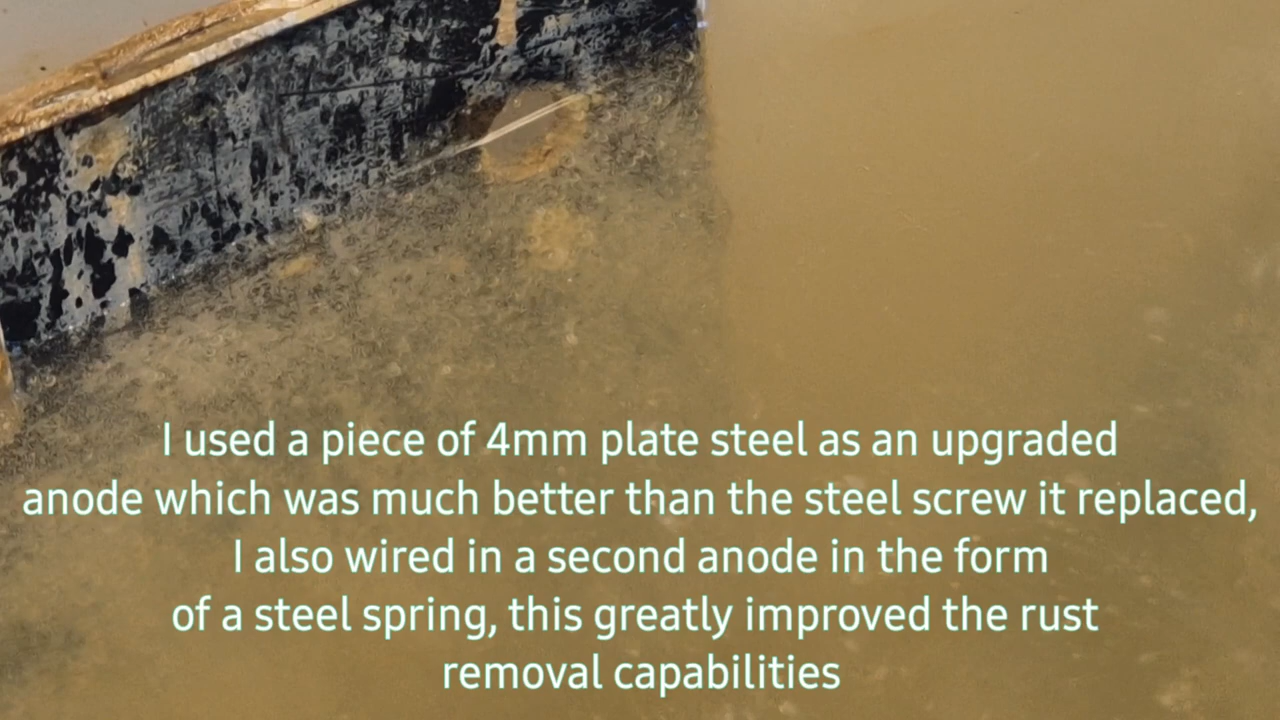 I used a piece of 4mm plate steel as an upgraded
anode which was much better than the steel screw it replaced,
I also wired in a second anode in the form
of a steel spring, this greatly improved the rust
removal capabilities